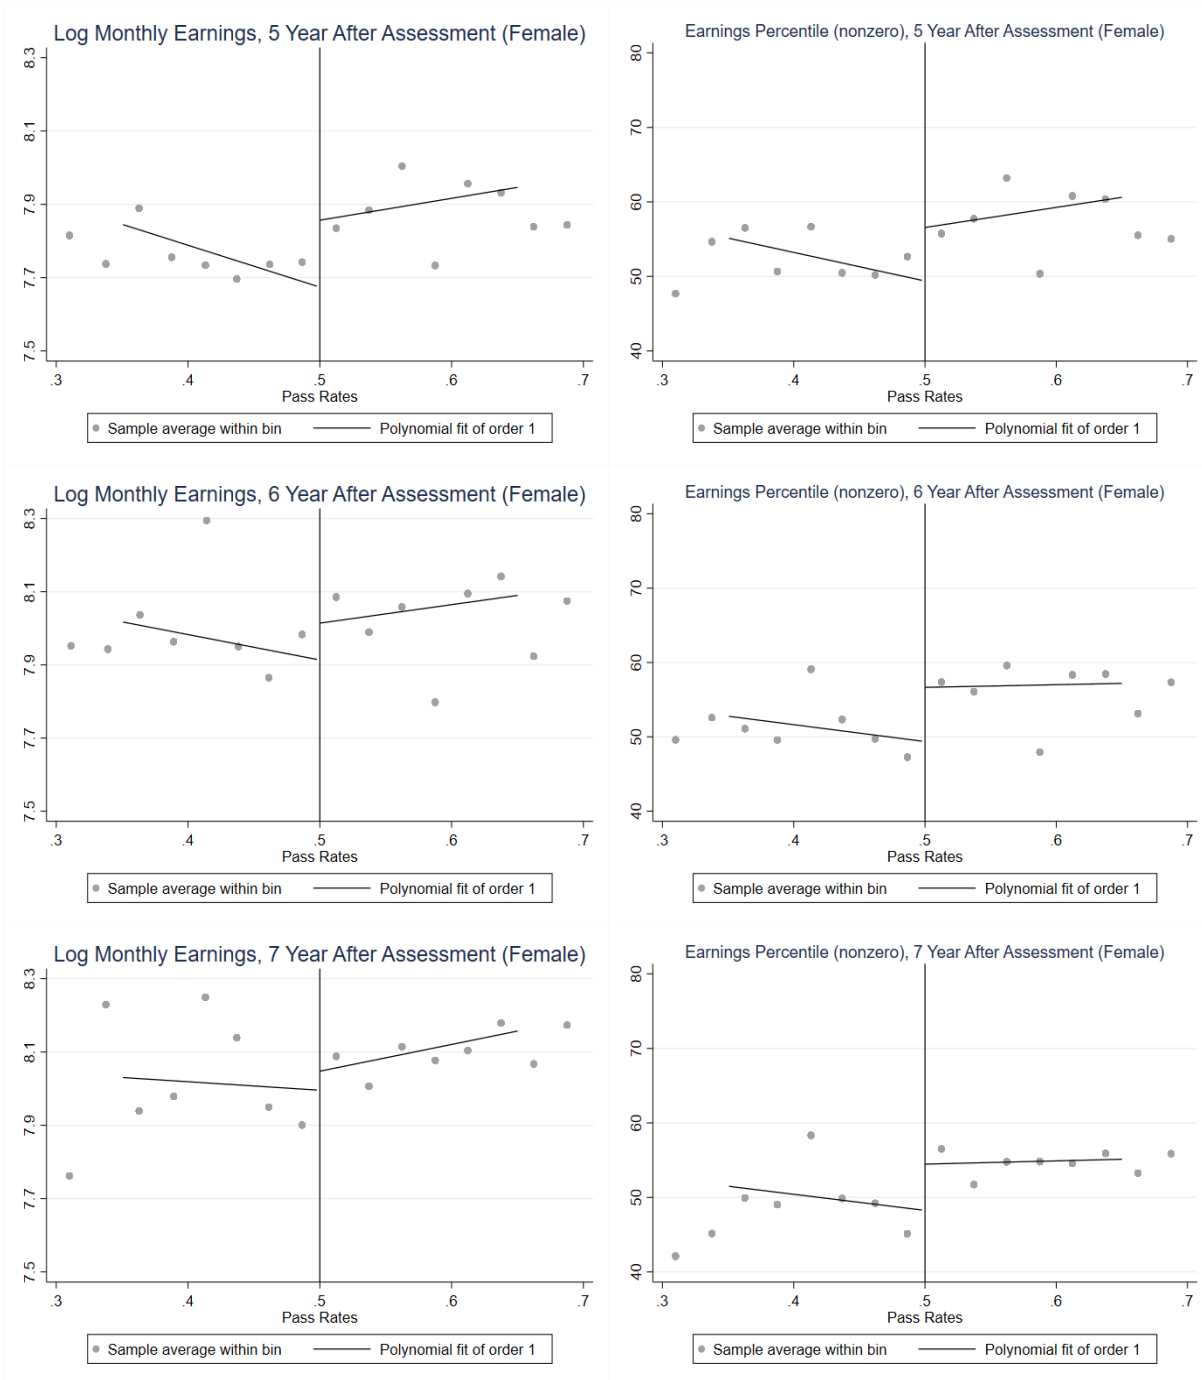 Log Monthly Earnings, 5 Year After Assessment (Female)
8.3
8.1
7.9
7.7
7.5
.3 .4 .5 .6 .7
Pass Rates
Sample average within bin Polynomial fit of order 1
Earnings Percentile (nonzero), 5 Year After Assessment (Female)
80
70
60
50
40
.3 .4 .5 .6 .7
Pass Rates
Sample average within bin Polynomial fit of order 1
Log Monthly Earnings, 6 Year After Assessment (Female)
8.3
8.1
7.9
7.7
7.5
.3 .4 .5 .6 .7
Pass Rates
Sample average within bin Polynomial fit of order 1
Earnings Percentile (nonzero), 6 Year After Assessment (Female)
80
70
60
50
40
.3 .4 .5 .6 .7
Pass Rates
Sample average within bin Polynomial fit of order 1
Log Monthly Earnings, 7 Year After Assessment (Female)
8.3
8.1
7.9
7.7
7.5
.3 .4 .5 .6 .7
Pass Rates
Sample average within bin Polynomial fit of order 1
Earnings Percentile (nonzero), 7 Year After Assessment (Female)
80
70
60
50
40
.3 .4 .5 .6 .7
Pass Rates
Sample average within bin Polynomial fit of order 1